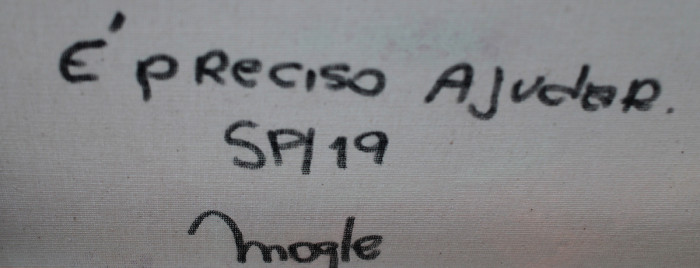 É PRECISO AJUDAR.
SP/19
Mogle